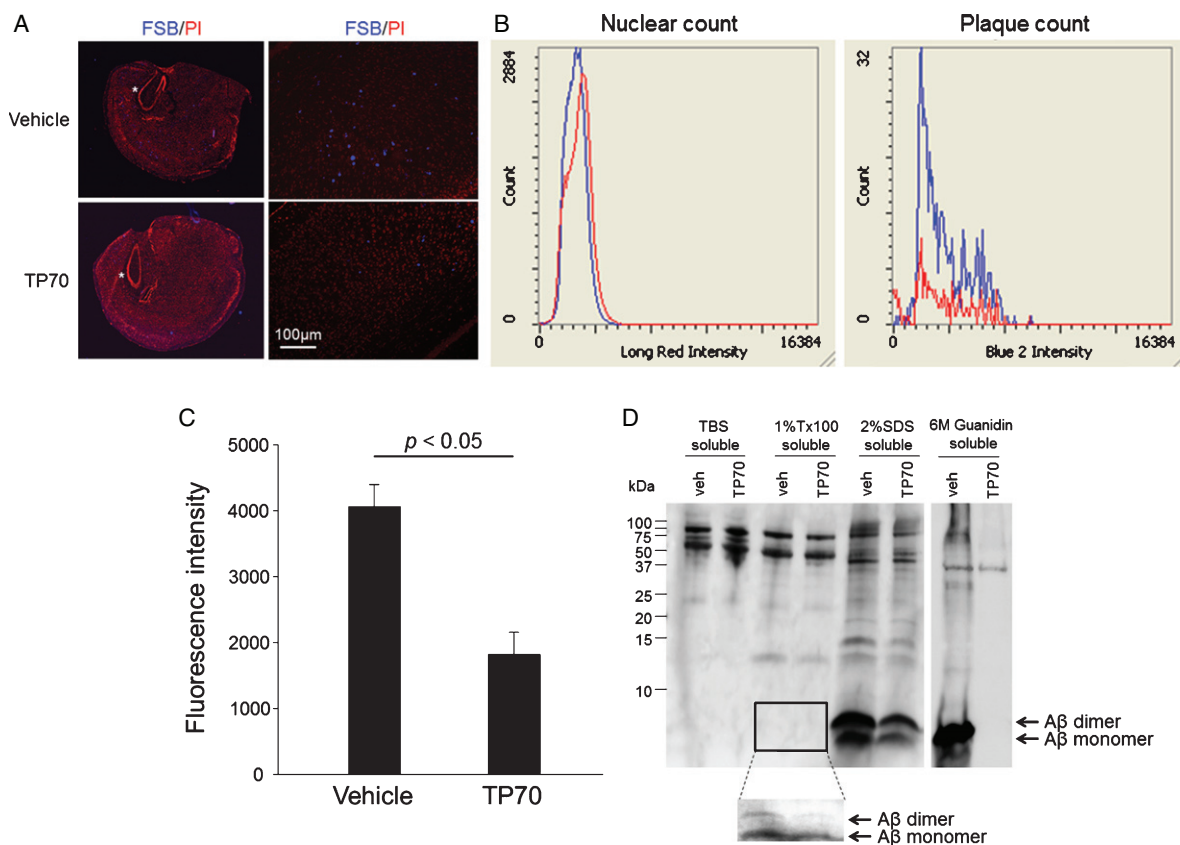 A
FSB/PI
FSB/PI
Vehicle
*
TP70
*
100µm
B
Nuclear count
2884
Count
0
0
Long Red Intensity
16384
Plaque count
32
Count
0
0
Blue 2 Intensity
16384
C
p < 0.05
Fluorescence intensity
5000
4000
3000
2000
1000
0
Vehicle
TP70
D
TBS soluble
1%Tx100 soluble
2%SDS soluble
6M Guanidin soluble
kDa
veh
TP70
veh
TP70
veh
TP70
veh
TP70
100
75
50
37
25
20
15
10
Aβ dimer
Aβ monomer
Aβ dimer
Aβ monomer